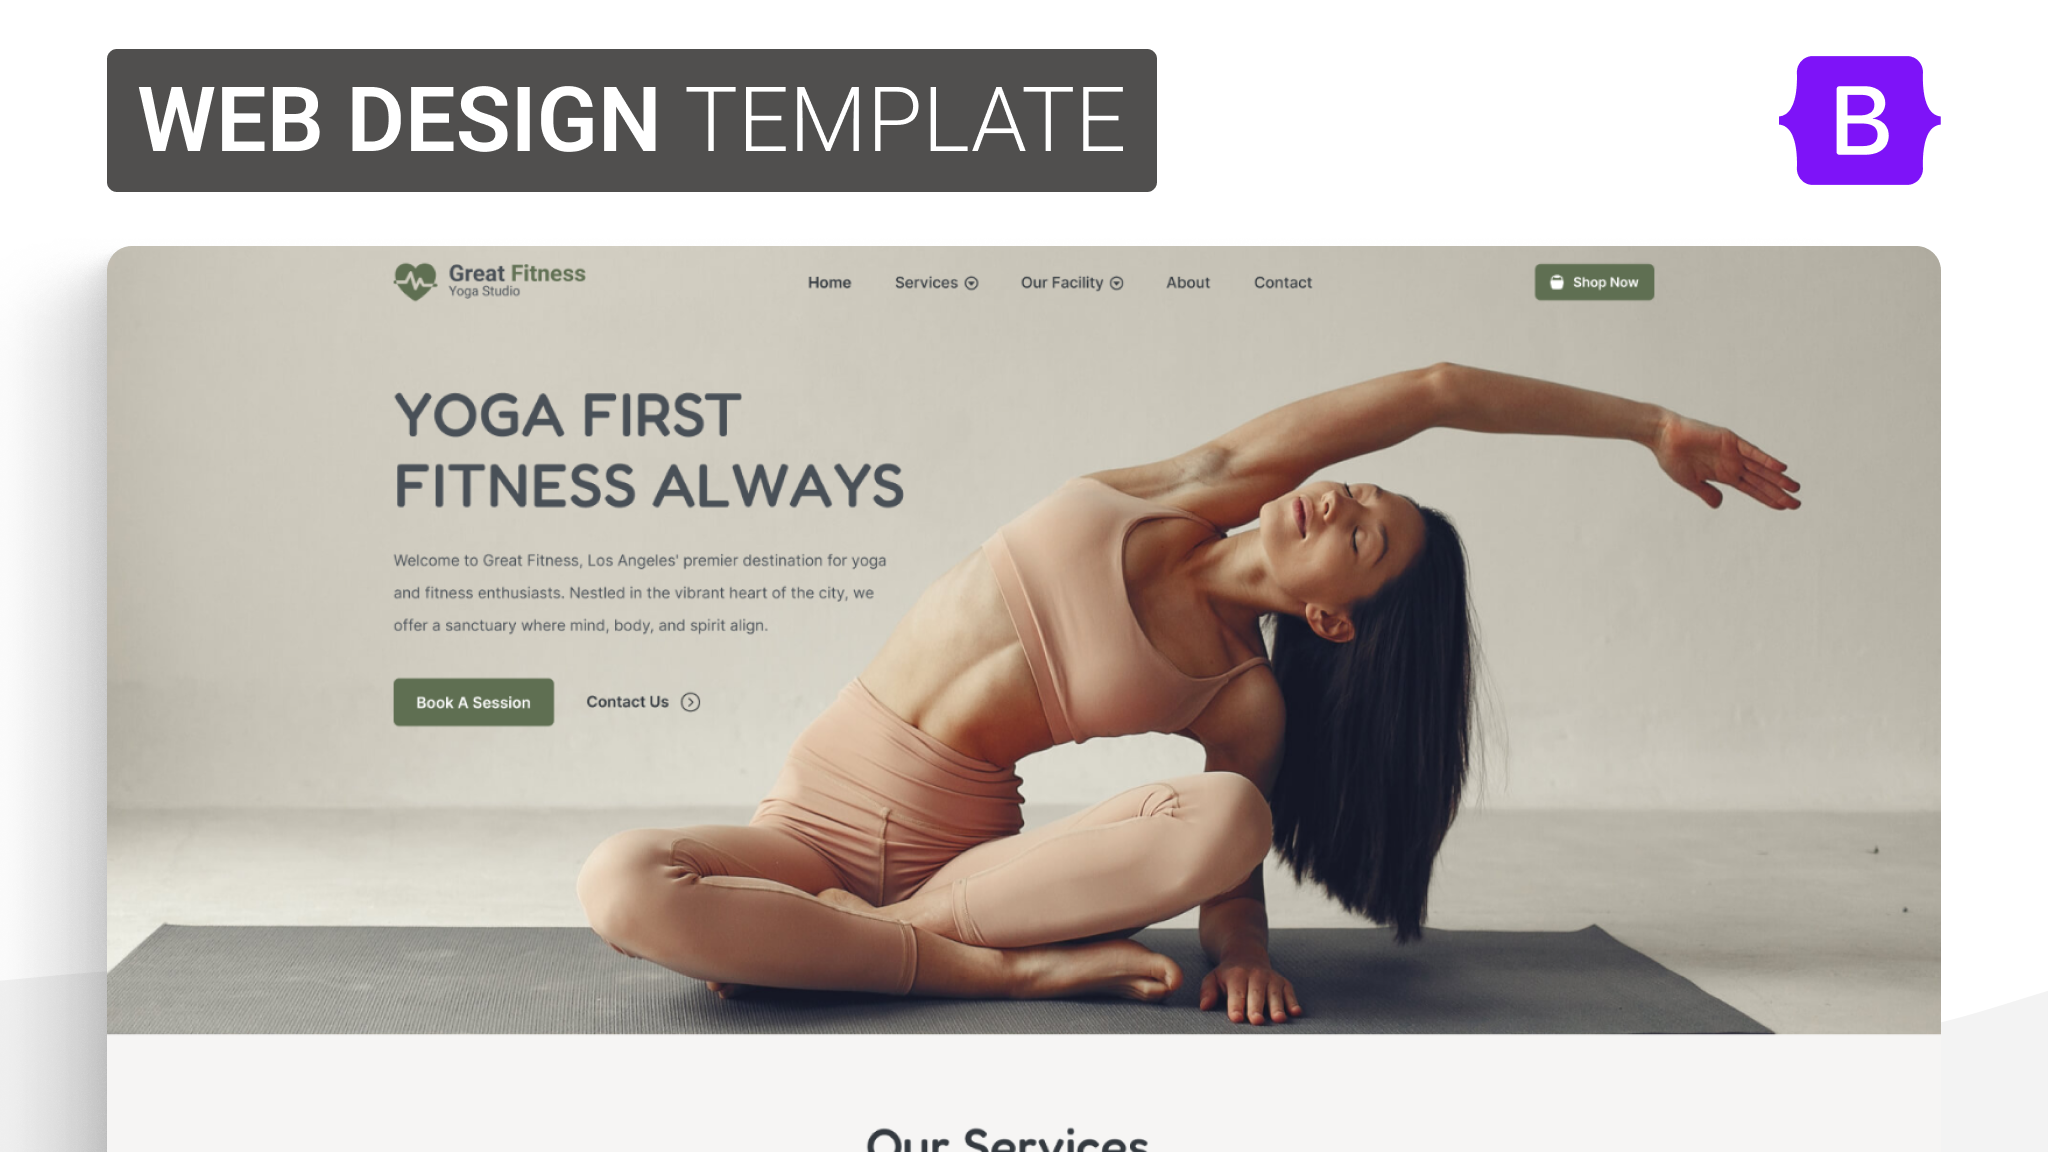 WEB DESIGN TEMPLATE
B
Great Fitness
Yoga Studio
Home Services Our Facility About Contact
Shop Now
YOGA FIRST
FITNESS ALWAYS
Welcome to Great Fitness, Los Angeles' premier destination for yoga
and fitness enthusiasts. Nestled in the vibrant heart of the city, we
offer a sanctuary where mind, body, and spirit align.
Book A Session Contact Us
Our Services